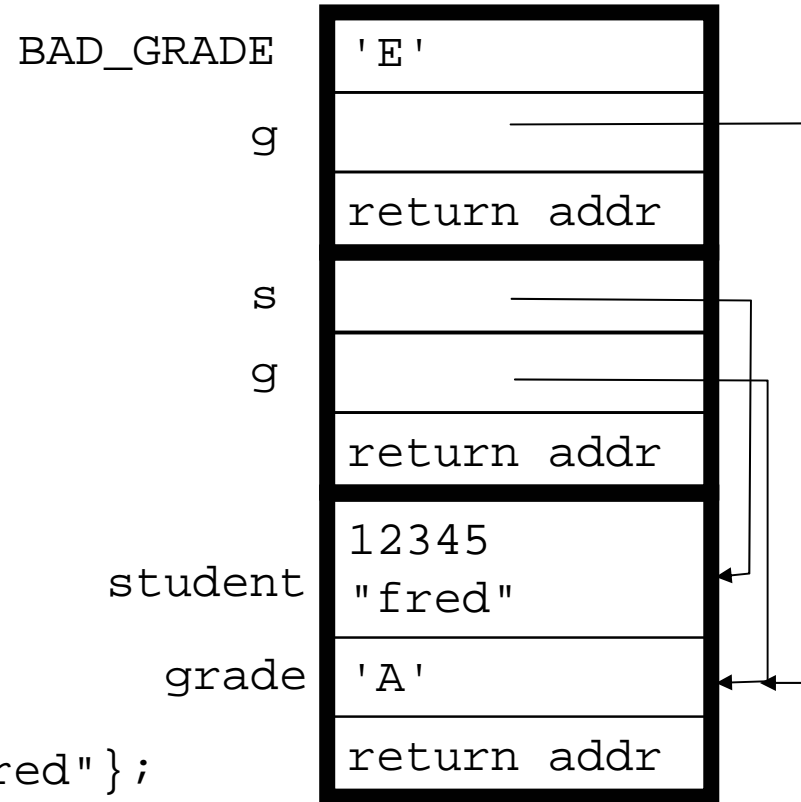 BAD_GRADE 'E'
g
return addr
s
g
return addr
12345
student "fred"
grade 'A'
return addr
red"};